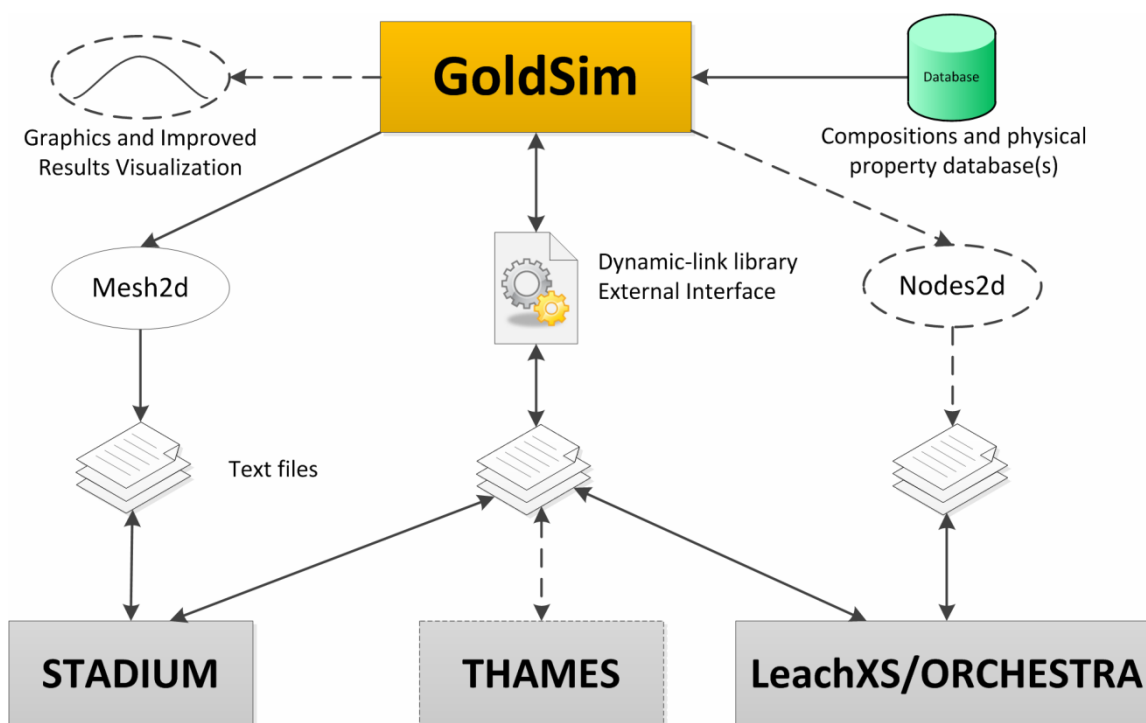 GoldSim
Database
Graphics and Improved
Results Visualization
Compositions and physical
property database(s)
Mesh2d
Dynamic-link library
External Interface
Nodes2d
Text files
STADIUM
THAMES
LeachXS/ORCHESTRA